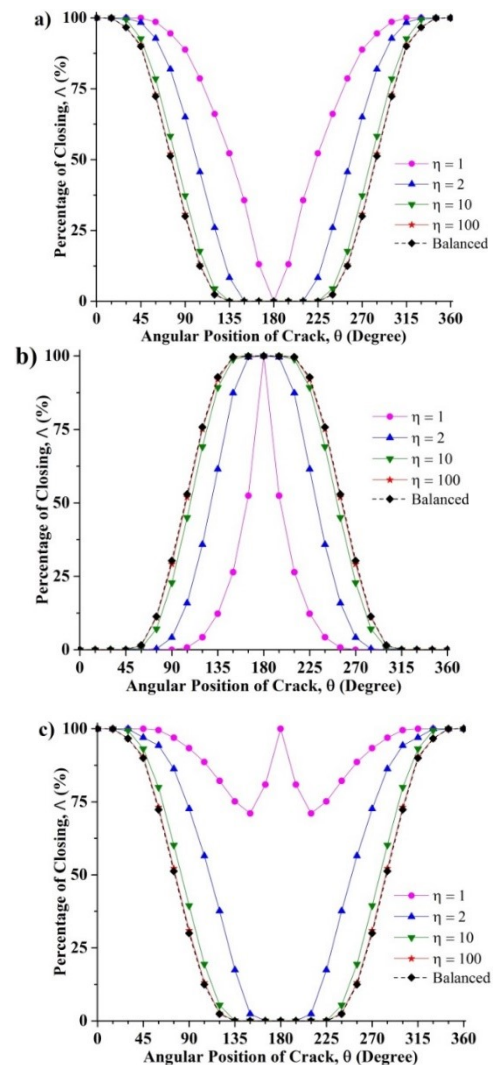 a)
100
75
50
25
0
Percentage of Closing, Λ (%)
η = 1
η = 2
η = 10
η = 100
Balanced
0 45 90 135 180 225 270 315 360
Angular Position of Crack, θ (Degree)
b)
100
75
50
25
0
Percentage of Closing, Λ (%)
η = 1
η = 2
η = 10
η = 100
Balanced
0 45 90 135 180 225 270 315 360
Angular Position of Crack, θ (Degree)
c)
100
75
50
25
0
Percentage of Closing, Λ (%)
η = 1
η = 2
η = 10
η = 100
Balanced
0 45 90 135 180 225 270 315 360
Angular Position of Crack, θ (Degree)